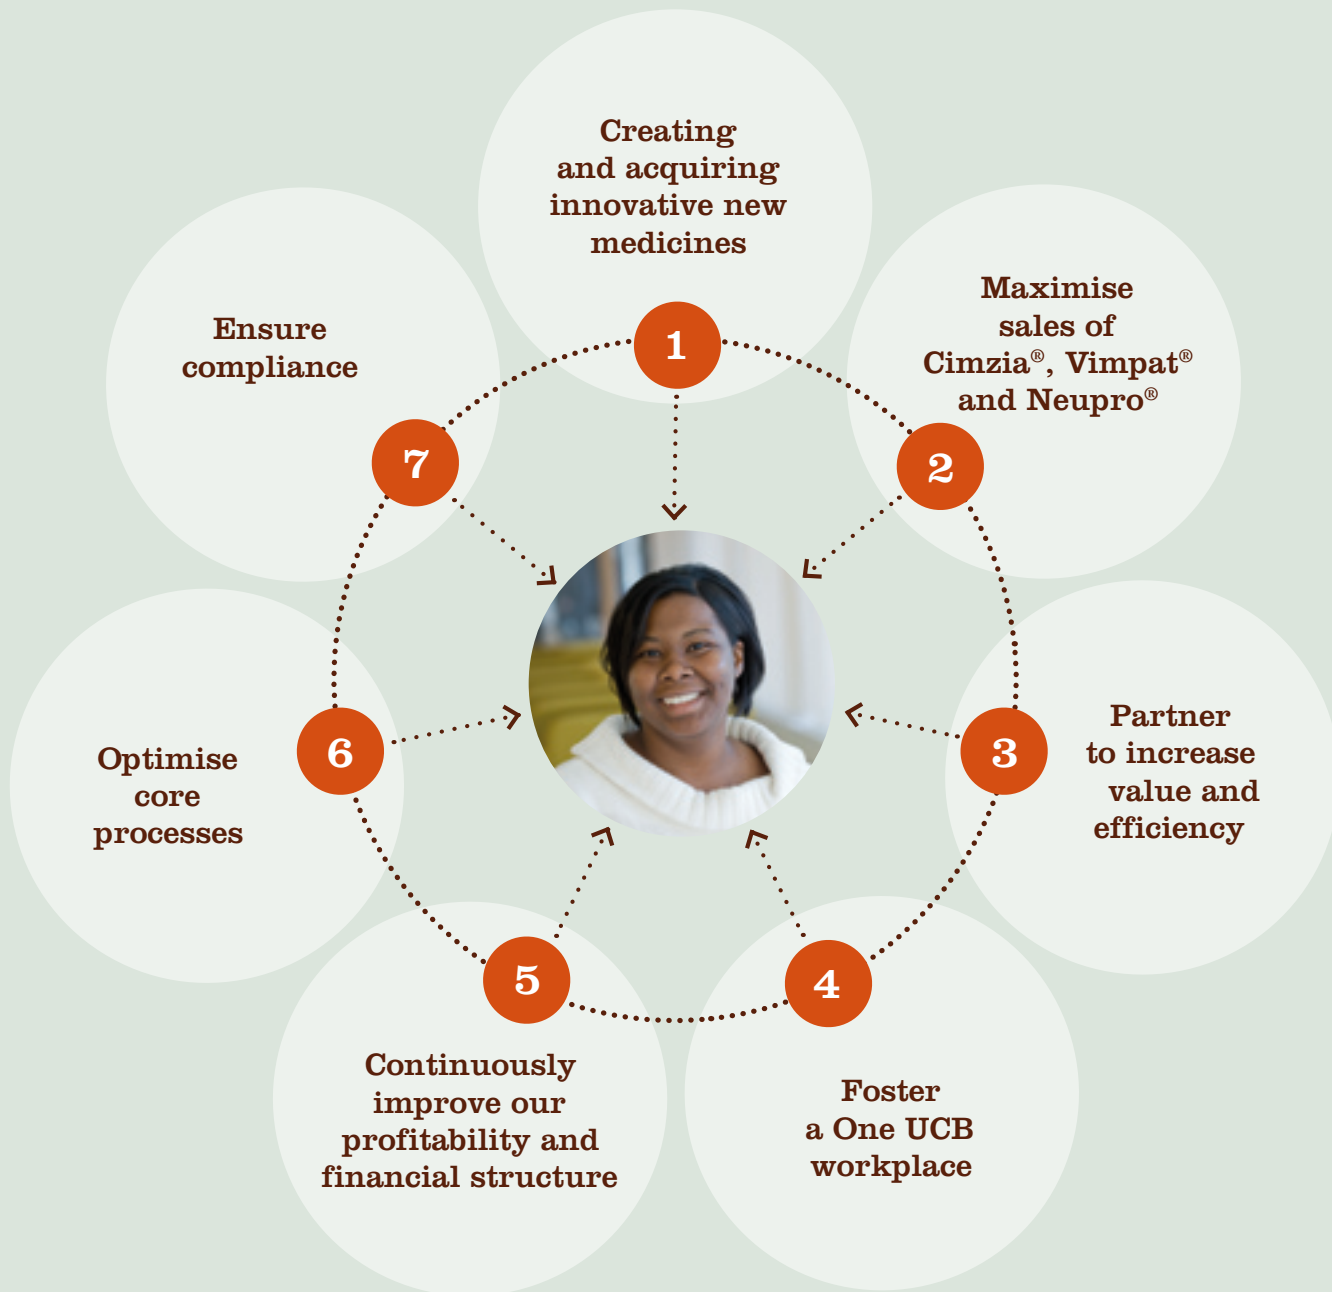 Creating
and acquiring
innovative new
medicines
1
Maximise
sales of
Cimzia®, Vimpat®
and Neupro®
2
Partner
to increase
value and
efficiency
3
Foster
a One UCB
workplace
4
Continuously
improve our
profitability and
financial structure
5
Optimise
core
processes
6
Ensure
compliance
7